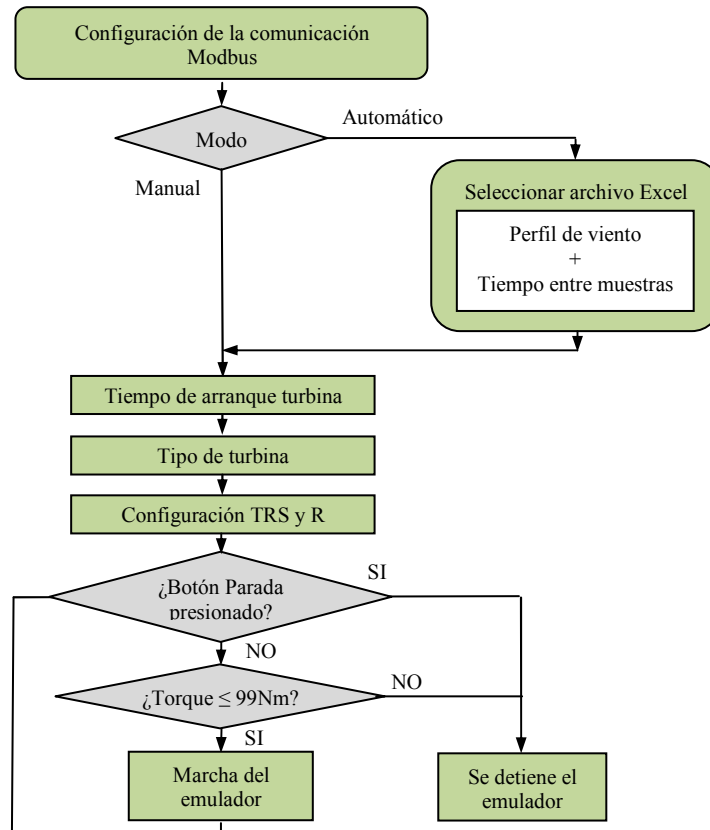 Configuración de la comunicación
Modbus
Modo
Automático
Manual
Seleccionar archivo Excel
Perfil de viento
+
Tiempo entre muestras
Tiempo de arranque turbina
Tipo de turbina
Configuración TRS y R
¿Botón Parada
presionado?
SI
NO
¿Torque ≤ 99Nm?
NO
SI
Marcha del
emulador
Se detiene el
emulador